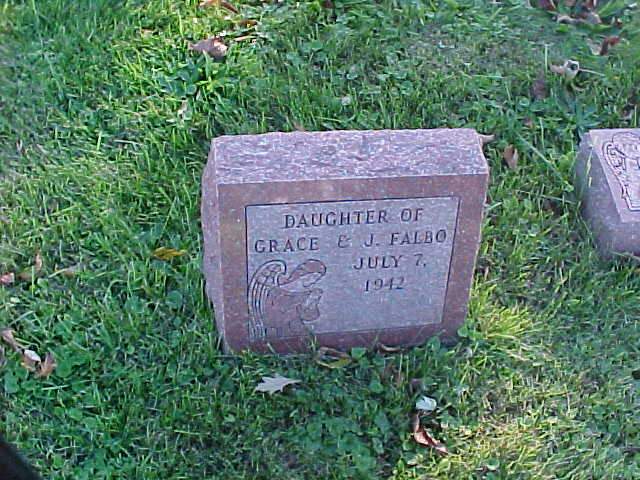 DAUGHTER OF
GRACE & J. FALBO
JULY 7,
1942